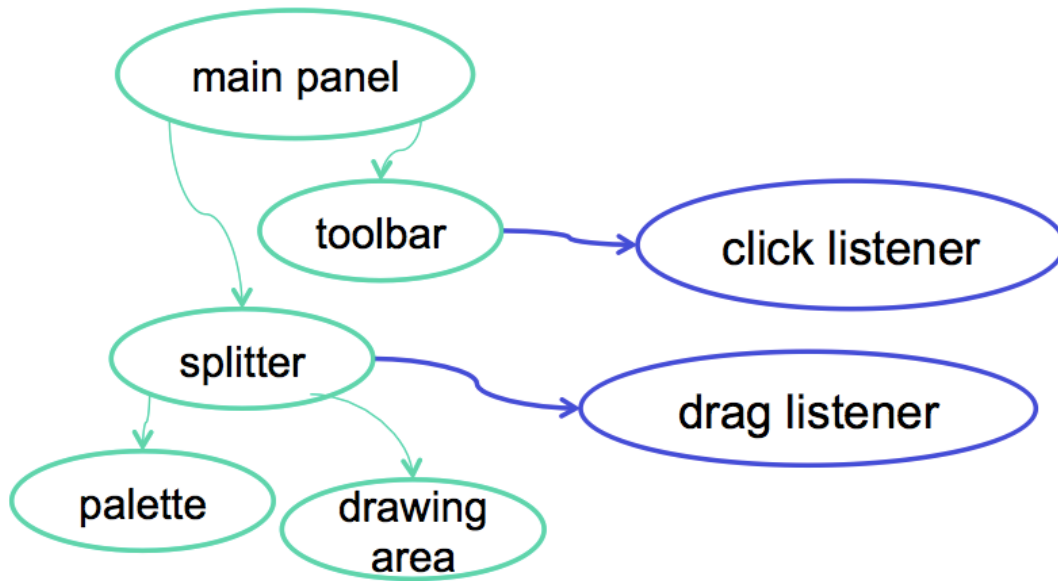 main panel
toolbar
click listener
splitter
drag listener
palette
drawing
area